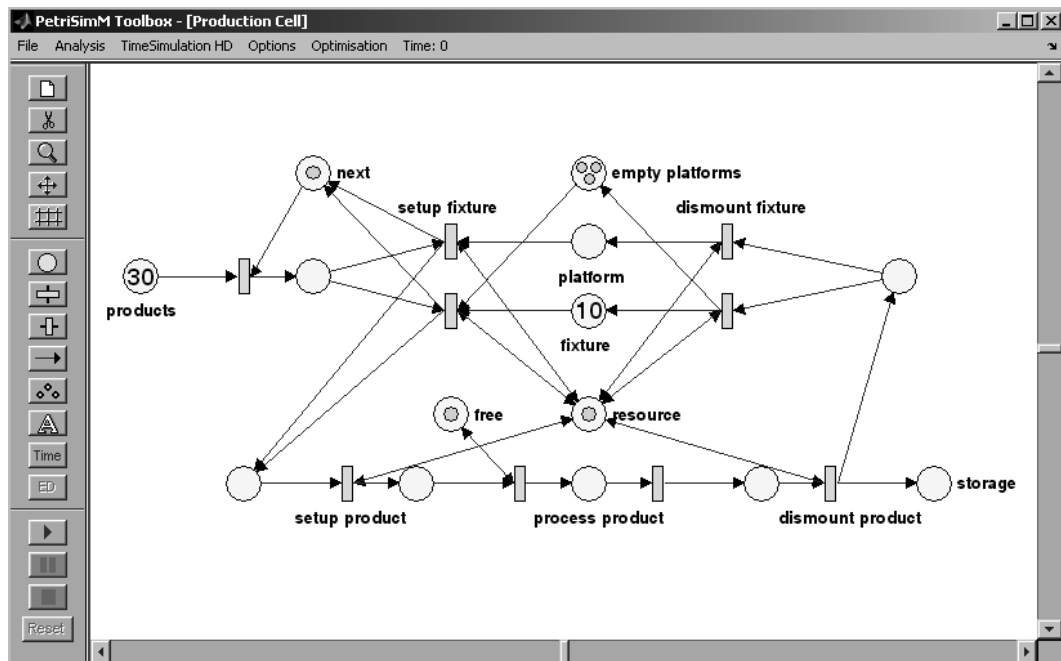 PetriSimM Toolbox - [Production Cell]
File Analysis TimeSimulation HD Options Optimisation Time: 0
next
empty platforms
setup fixture
dismount fixture
30
products
platform
10
fixture
free
resource
storage
setup product
process product
dismount product
A
Time
ED
Reset